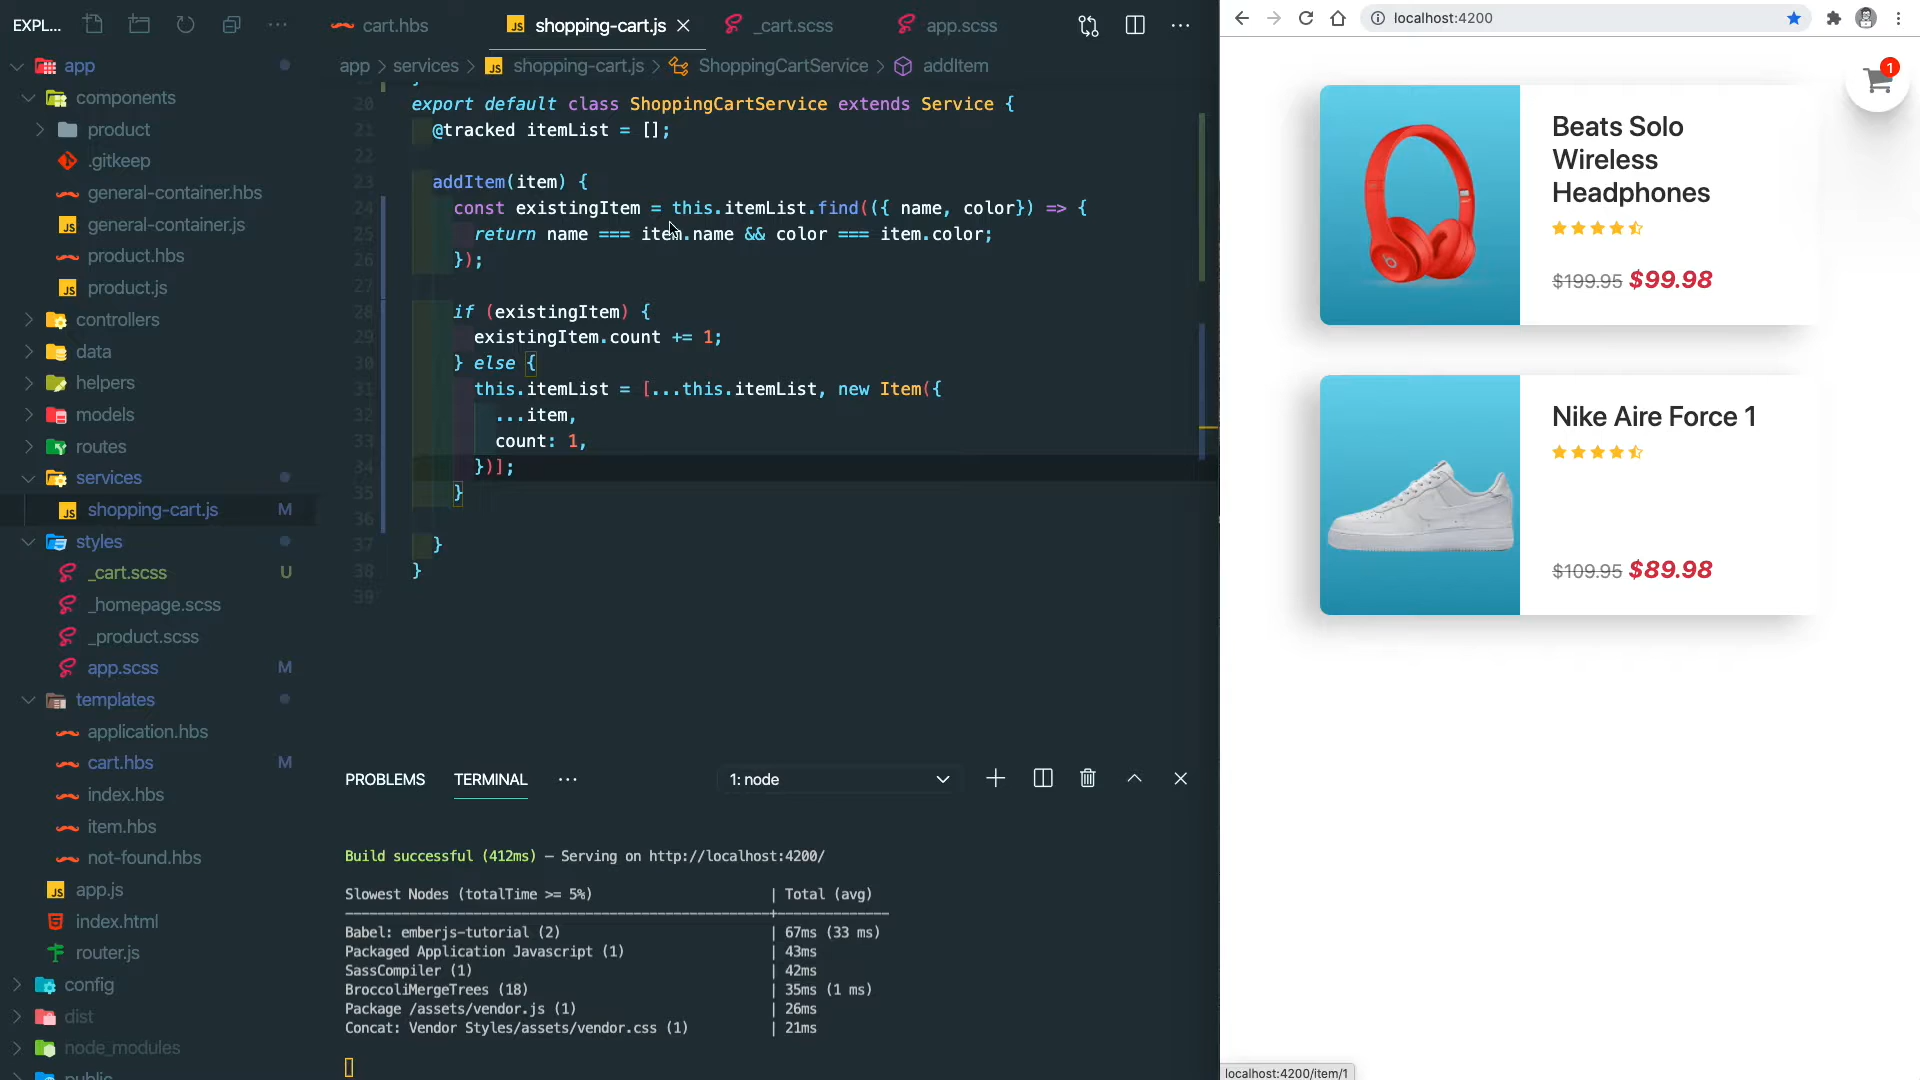 EXPL...
app
components
product
.gitkeep
general-container.hbs
general-container.js
product.hbs
product.js
controllers
data
helpers
models
routes
services
shopping-cart.js M
styles
_cart.scss U
_homepage.scss
_product.scss
app.scss M
templates
application.hbs
cart.hbs M
index.hbs
item.hbs
not-found.hbs
app.js
index.html
router.js
config
dist
node_modules
public
cart.hbs
JS shopping-cart.js
_cart.scss
app.scss
app > services > JS shopping-cart.js > ShoppingCartService > addItem
20 export default class ShoppingCartService extends Service {
21 @tracked itemList = [];
22
23 addItem(item) {
24 const existingItem = this.itemList.find(({ name, color}) => {
25 return name === item.name && color === item.color;
26 });
27
28 if (existingItem) {
29 existingItem.count += 1;
30 } else {
31 this.itemList = [...this.itemList, new Item({
32 ...item,
33 count: 1,
34 })];
35 }
36
37 }
38 }
39
PROBLEMS TERMINAL ... 1: node
Build successful (412ms) – Serving on http://localhost:4200/
Slowest Nodes (totalTime >= 5%) | Total (avg)
Babel: emberjs-tutorial (2) | 67ms (33 ms)
Packaged Application Javascript (1) | 43ms
SassCompiler (1) | 42ms
BroccoliMergeTrees (18) | 35ms (1 ms)
Package /assets/vendor.js (1) | 26ms
Concat: Vendor Styles/assets/vendor.css (1) | 21ms
localhost:4200
1
Beats Solo
Wireless
Headphones
$199.95 $99.98
Nike Aire Force 1
$109.95 $89.98
localhost:4200/item/1